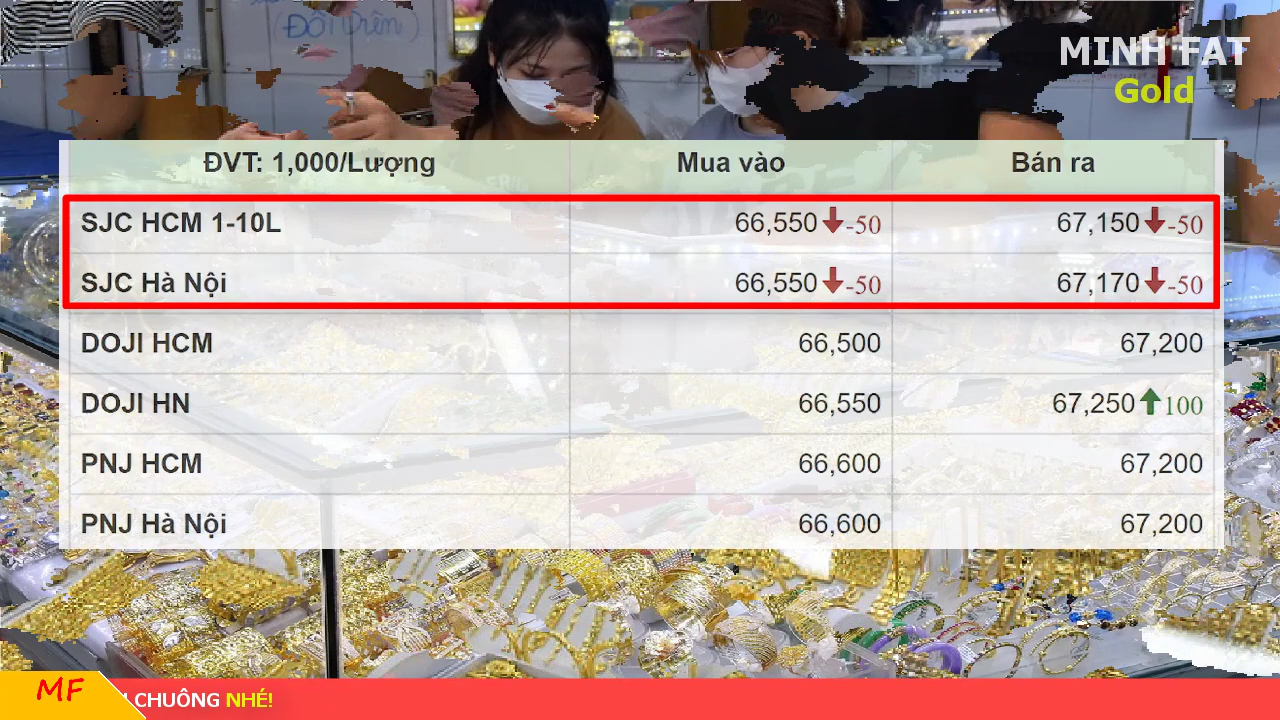 (Đổi trên)
MINH FAT
Gold
ĐVT: 1,000/Lượng Mua vào Bán ra
SJC HCM 1-10L 66,550 -50 67,150 -50
SJC Hà Nội 66,550 -50 67,170 -50
DOJI HCM 66,500 67,200
DOJI HN 66,550 67,250 100
PNJ HCM 66,600 67,200
PNJ Hà Nội 66,600 67,200
MF CHUÔNG NHÉ!